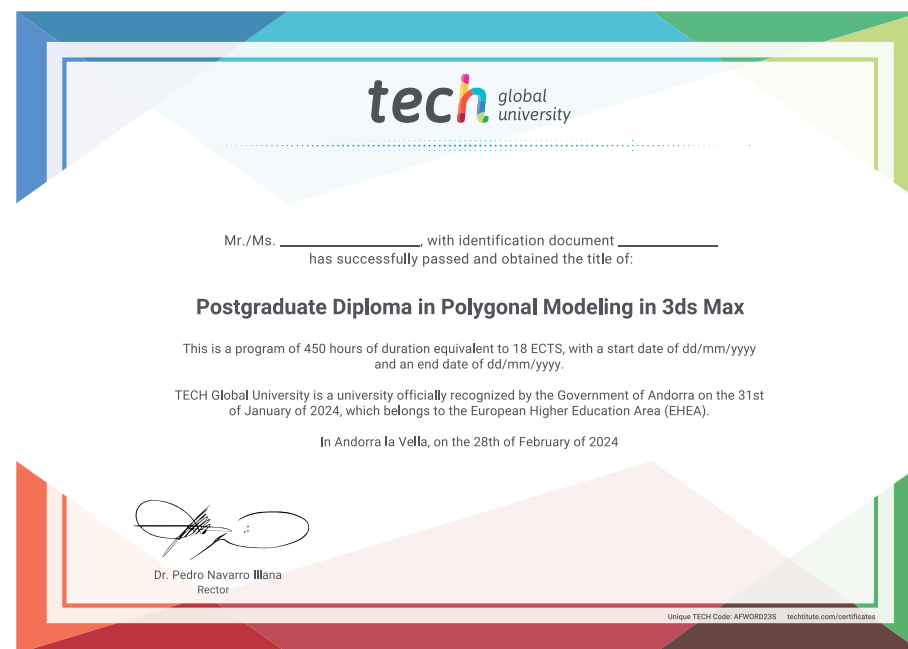 tech global university
Mr./Ms. ____________, with identification document ____________
has successfully passed and obtained the title of:
Postgraduate Diploma in Polygonal Modeling in 3ds Max
This is a program of 450 hours of duration equivalent to 18 ECTS, with a start date of dd/mm/yyyy
and an end date of dd/mm/yyyy.
TECH Global University is a university officially recognized by the Government of Andorra on the 31st
of January of 2024, which belongs to the European Higher Education Area (EHEA).
In Andorra la Vella, on the 28th of February of 2024
Dr. Pedro Navarro Illana
Rector
Unique TECH Code: AFWORD23S techtitute.com/certificates